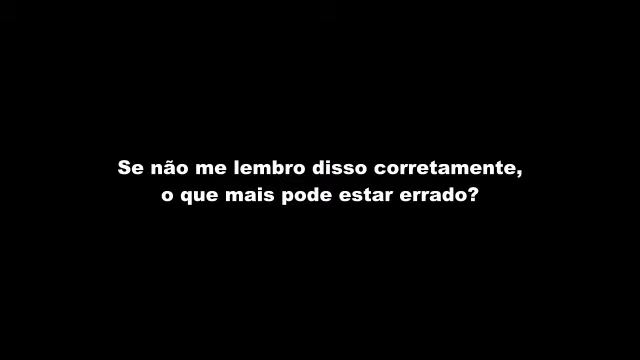 Se não me lembro disso corretamente,
o que mais pode estar errado?